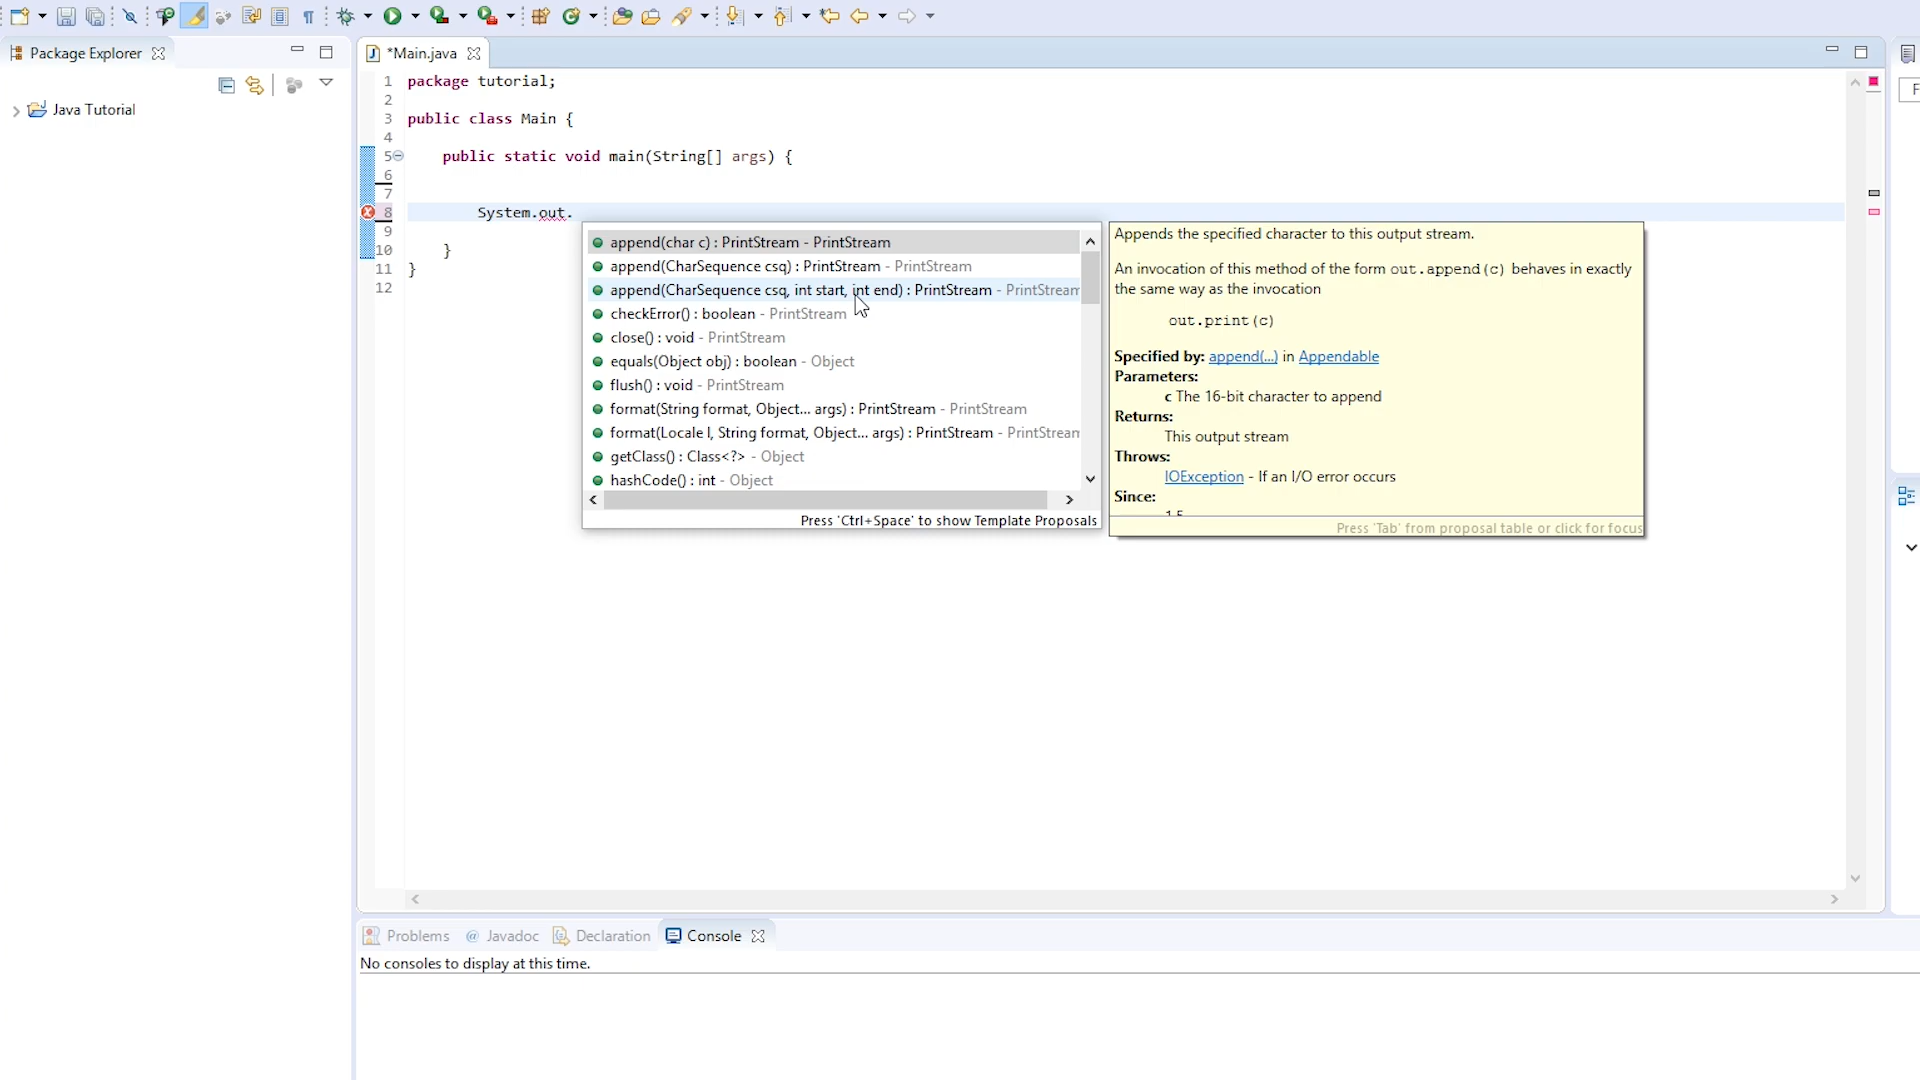 Package Explorer
*Main.java
Java Tutorial
1 package tutorial;
2
3 public class Main {
4
5 public static void main(String[] args) {
6
7
8 System.out.
9
10 }
11 }
12
append(char c) : PrintStream - PrintStream
append(CharSequence csq) : PrintStream - PrintStream
append(CharSequence csq, int start, int end) : PrintStream - PrintStream
checkError() : boolean - PrintStream
close() : void - PrintStream
equals(Object obj) : boolean - Object
flush() : void - PrintStream
format(String format, Object... args) : PrintStream - PrintStream
format(Locale l, String format, Object... args) : PrintStream - PrintStream
getClass() : Class<?> - Object
hashCode() : int - Object
Press 'Ctrl+Space' to show Template Proposals
Appends the specified character to this output stream.
An invocation of this method of the form out.append(c) behaves in exactly
the same way as the invocation
out.print(c)
Specified by: append(...) in Appendable
Parameters:
c The 16-bit character to append
Returns:
This output stream
Throws:
IOException - If an I/O error occurs
Since:
1.5
Press 'Tab' from proposal table or click for focus
Problems
@ Javadoc
Declaration
Console
No consoles to display at this time.